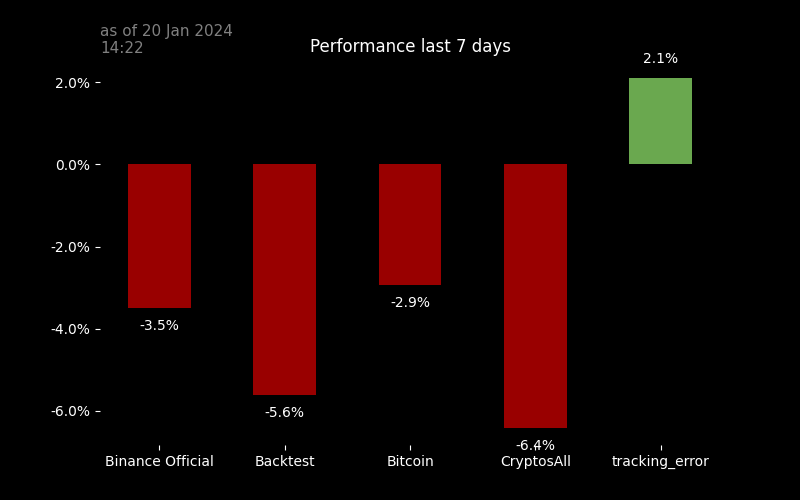 as of 20 Jan 2024
14:22
Performance last 7 days
2.1%
2.0%
0.0%
-2.0%
-2.9%
-3.5%
-4.0%
-5.6%
-6.0%
-6.4%
Binance Official
Backtest
Bitcoin
CryptosAll
tracking_error